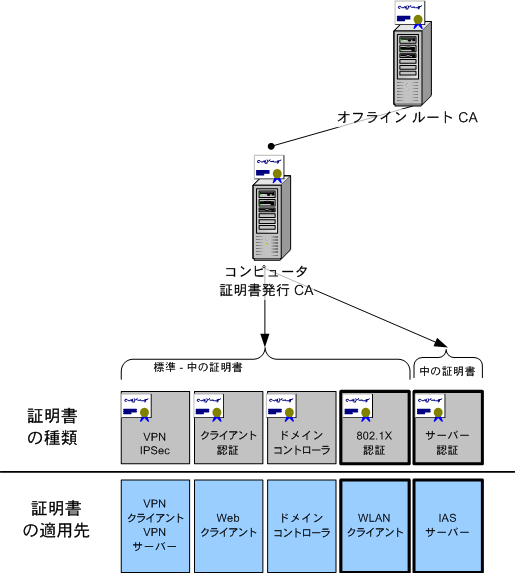 オフライン ルート CA
コンピュータ
証明書発行 CA
標準 - 中の証明書
中の証明書
証明書
の種類
VPN
IPSec
クライアント
認証
ドメイン
コントローラ
802.1X
認証
サーバー
認証
証明書
の適用先
VPN
クライアント
VPN
サーバー
Web
クライアント
ドメイン
コントローラ
WLAN
クライアント
IAS
サーバー